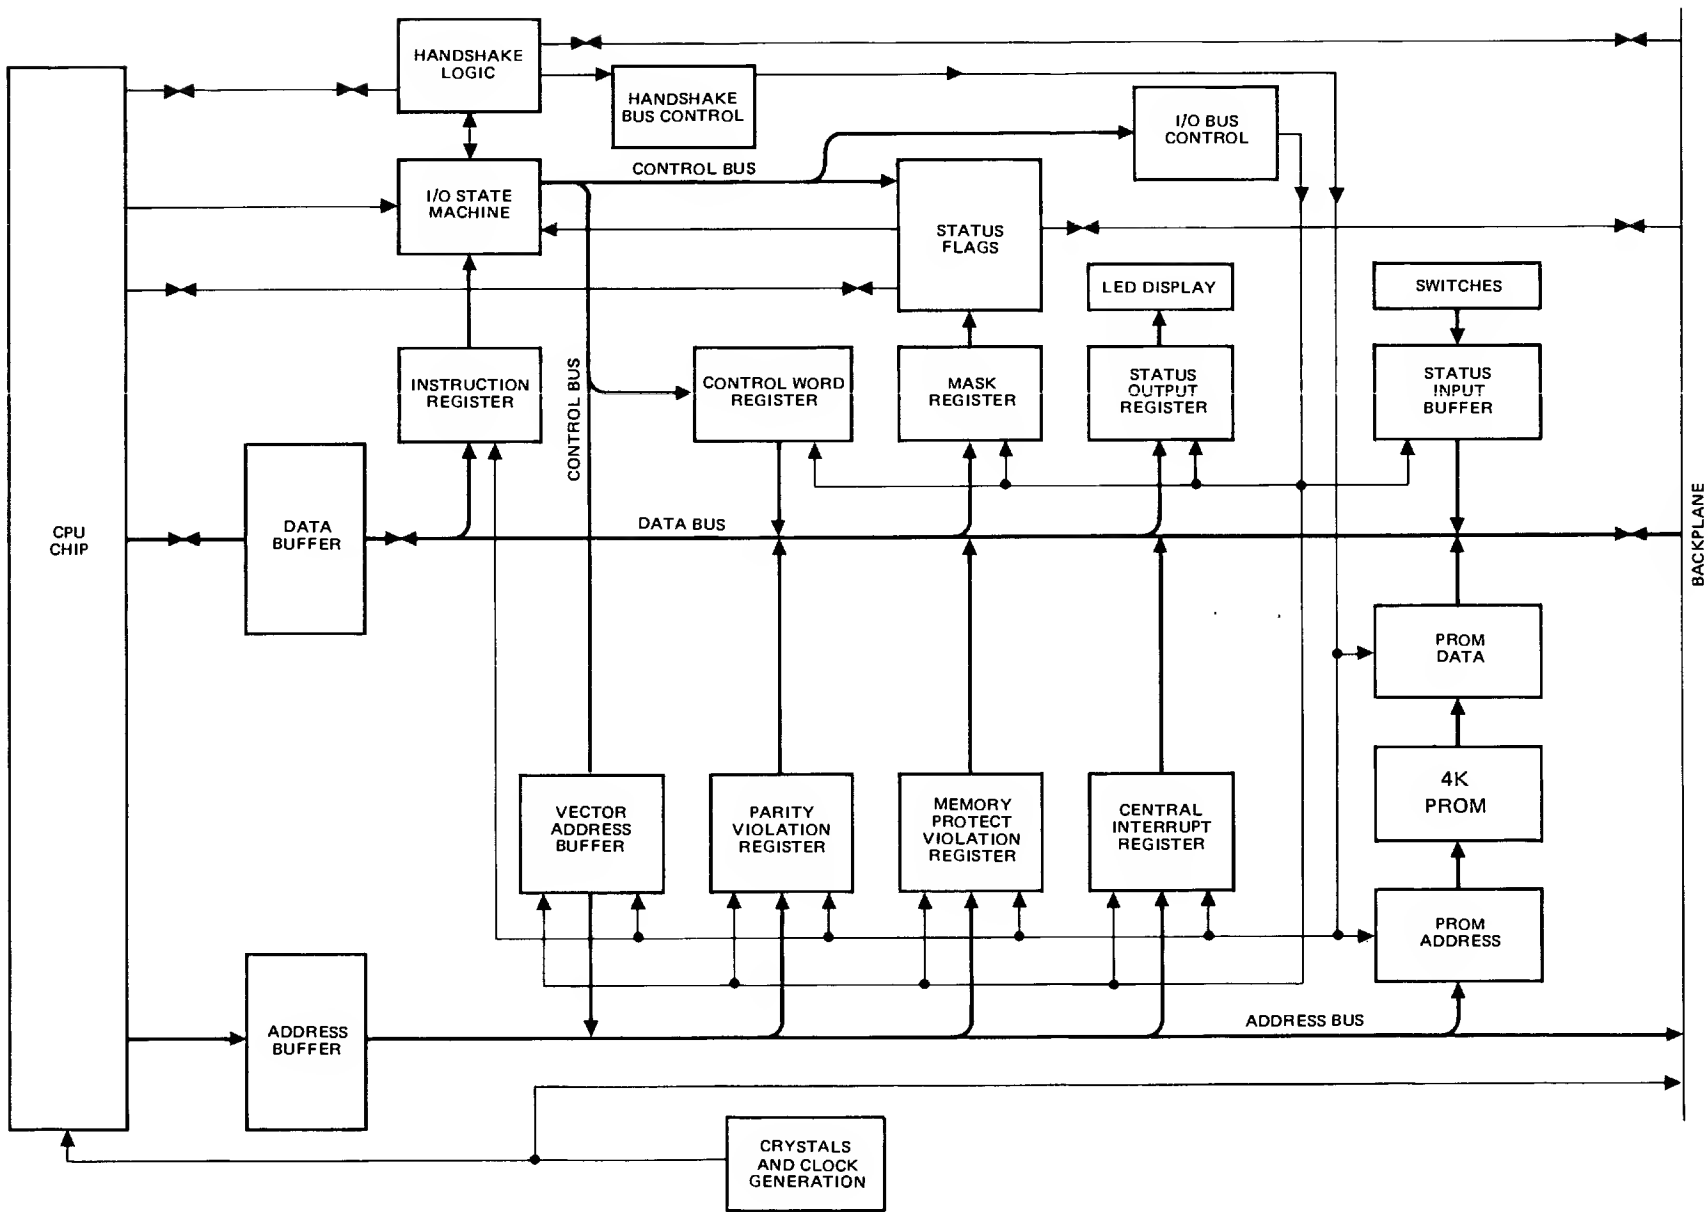 HANDSHAKE
LOGIC
HANDSHAKE
BUS CONTROL
I/O BUS
CONTROL
CONTROL BUS
I/O STATE
MACHINE
STATUS
FLAGS
LED DISPLAY
SWITCHES
INSTRUCTION
REGISTER
CONTROL BUS
CONTROL WORD
REGISTER
MASK
REGISTER
STATUS
OUTPUT
REGISTER
STATUS
INPUT
BUFFER
CPU
CHIP
DATA
BUFFER
DATA BUS
BACKPLANE
PROM
DATA
4K
PROM
VECTOR
ADDRESS
BUFFER
PARITY
VIOLATION
REGISTER
MEMORY
PROTECT
VIOLATION
REGISTER
CENTRAL
INTERRUPT
REGISTER
PROM
ADDRESS
ADDRESS
BUFFER
ADDRESS BUS
CRYSTALS
AND CLOCK
GENERATION